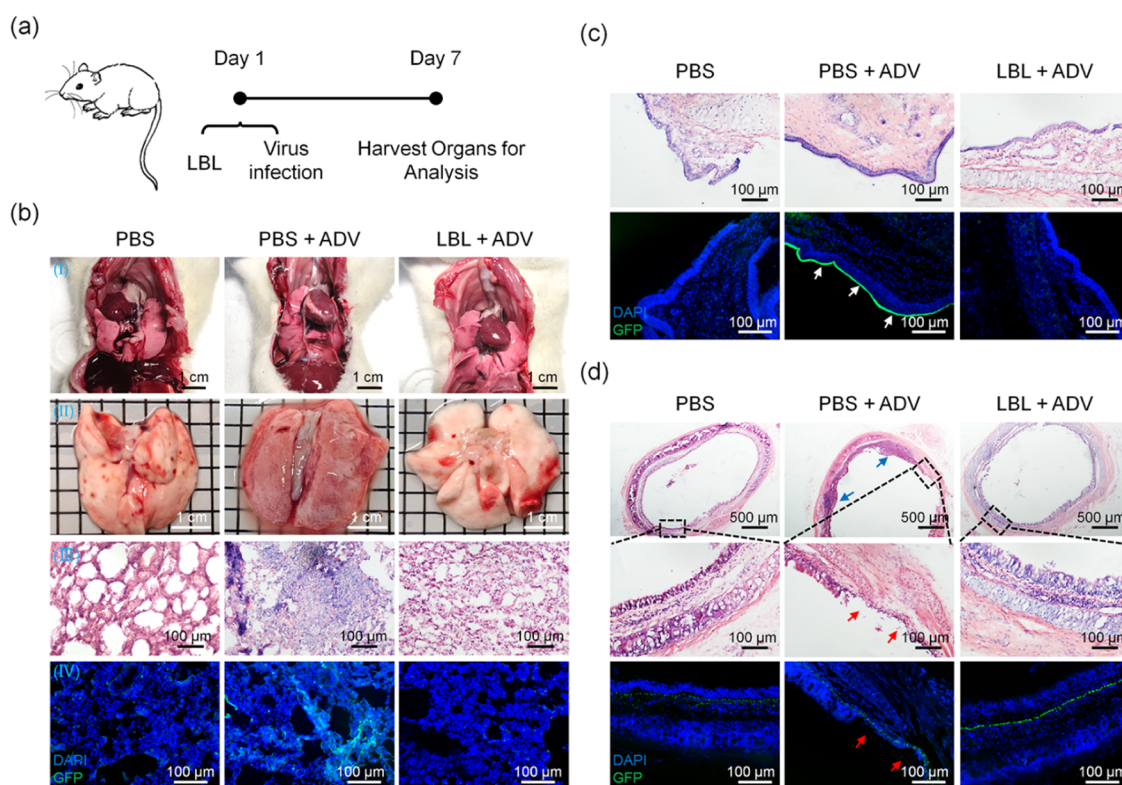 (a)
Day 1
Day 7
LBL
Virus
infection
Harvest Organs for
Analysis
(b)
PBS
PBS + ADV
LBL + ADV
(I)
1 cm
1 cm
1 cm
(II)
1 cm
1 cm
1 cm
(III)
100 μm
100 μm
100 μm
(IV)
DAPI
GFP
100 μm
100 μm
100 μm
(c)
PBS
PBS + ADV
LBL + ADV
100 μm
100 μm
100 μm
DAPI
GFP
100 μm
100 μm
100 μm
(d)
PBS
PBS + ADV
LBL + ADV
500 μm
500 μm
500 μm
100 μm
100 μm
100 μm
DAPI
GFP
100 μm
100 μm
100 μm